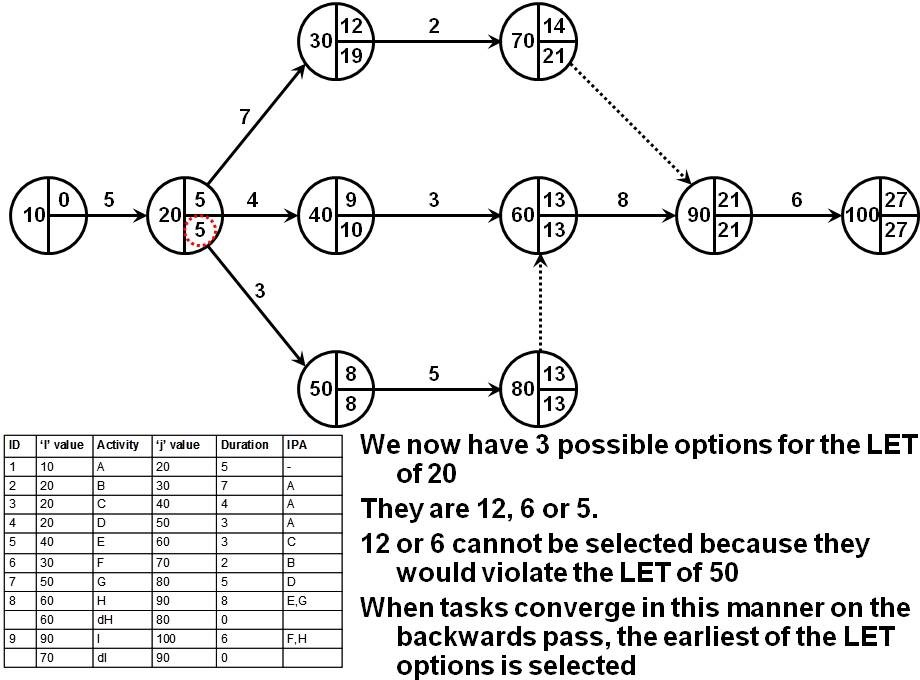 12
30
19
2
14
70
21
7
10
0
5
20
5
5
4
9
40
10
3
13
60
13
8
21
90
21
6
27
100
27
3
8
50
8
5
13
80
13
ID ‘I’ value Activity ‘j’ value Duration IPA
1 10 A 20 5 -
2 20 B 30 7 A
3 20 C 40 4 A
4 20 D 50 3 A
5 40 E 60 3 C
6 30 F 70 2 B
7 50 G 80 5 D
8 60 H 90 8 E,G
60 dH 80 0
9 90 I 100 6 F,H
70 dI 90 0
We now have 3 possible options for the LET
of 20
They are 12, 6 or 5.
12 or 6 cannot be selected because they
would violate the LET of 50
When tasks converge in this manner on the
backwards pass, the earliest of the LET
options is selected